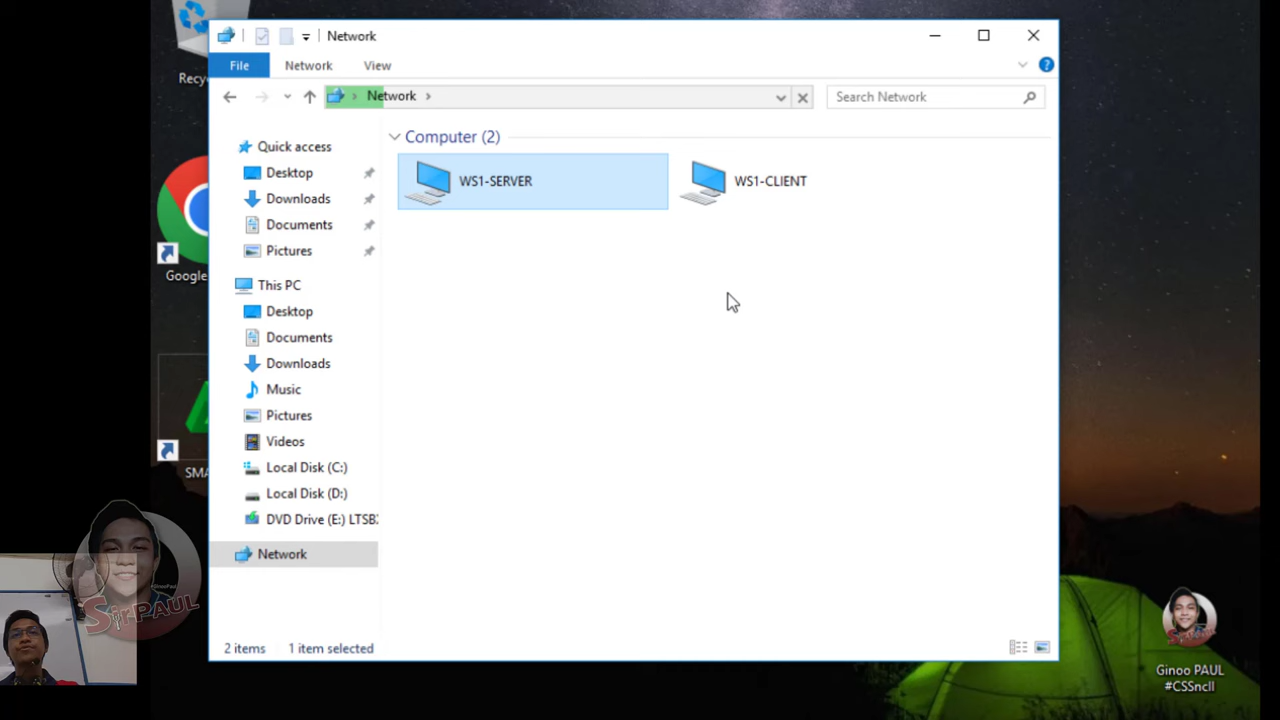 Recyc
Network
File
Network
View
Network
Search Network
Quick access
Desktop
Downloads
Documents
Pictures
This PC
Desktop
Documents
Downloads
Music
Pictures
Videos
Local Disk (C:)
Local Disk (D:)
DVD Drive (E:) LTSB
Network
Computer (2)
WS1-SERVER
WS1-CLIENT
2 items
1 item selected
Google
SMA
SirPAUL
Ginoo PAUL
#CSSncII